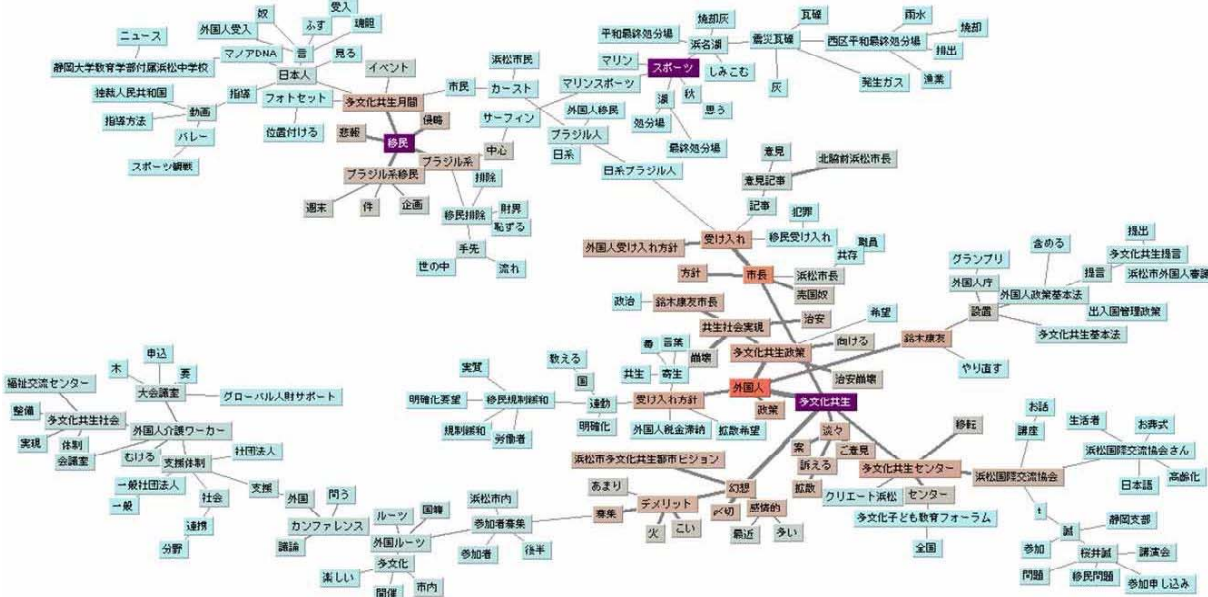 受入
奴
ふす
瑰胆
外国人受入
言
ニュース
マノアDNA
見る
静岡大学教育学部付属浜松中学校
日本人
イベント
独裁人民共和国
指導
フォトセット
多文化共生月間
市民
動画
指導方法
位置付ける
侵略
バレー
悲報
移民
スポーツ観戦
ブラジル系
中心
ブラジル系移民
排除
週末
件
企画
移民排除
財界
恥ずる
手先
世の中
流れ
焼却灰
瓦礫
雨水
平和最終処分場
浜名湖
震災瓦礫
西区平和最終処分場
焼却
排出
マリン
スポーツ
しみこむ
浜松市民
マリンスポーツ
灰
発生ガス
漁業
カースト
湖
秋
思う
外国人移民
サーフィン
処分場
ブラジル人
日系
最終処分場
日系ブラジル人
意見
北脇前浜松市長
意見記事
記事
犯罪
受け入れ
移民受け入れ
職員
外国人受け入れ方針
共存
提出
含める
方針
市長
浜松市長
グランプリ
多文化共生提言
提言
外国人庁
浜松市外国人審議
売国奴
外国人政策基本法
政治
鈴木康友市長
設置
出入国管理政策
共生社会実現
治安
希望
多文化共生基本法
鈴木康友
毒
言葉
多文化共生政策
向ける
崩壊
教える
やり直す
共生
寄生
治安崩壊
実質
国
外国人
明確化要望
移民規制緩和
運動
受け入れ方針
多文化共生
政策
規制緩和
明確化
外国人税金滞納
拡散希望
労働者
申込
木
要
福祉交流センター
大会議室
グローバル人財サポート
整備
多文化共生社会
外国人介護ワーカー
実現
体制
会議室
むける
支援体制
社団法人
一般社団法人
支援
一般
社会
外国
問う
連携
カンファレンス
分野
議論
ルーツ
国籍
外国ルーツ
多文化
楽しい
開催
市内
浜松市内
参加者募集
参加者
後半
浜松市多文化共生都市ビジョン
あまり
幻想
デメリット
募集
火
こい
〆切
感情的
最近
多い
淡々
案
ご意見
訴える
拡散
移転
多文化共生センター
クリエート浜松
センター
多文化子ども教育フォーラム
全国
お話
講座
生活者
お葬式
浜松国際交流協会さん
浜松国際交流協会
日本語
高齢化
t
静岡支部
誠
参加
桜井誠
講演会
問題
移民問題
参加申し込み